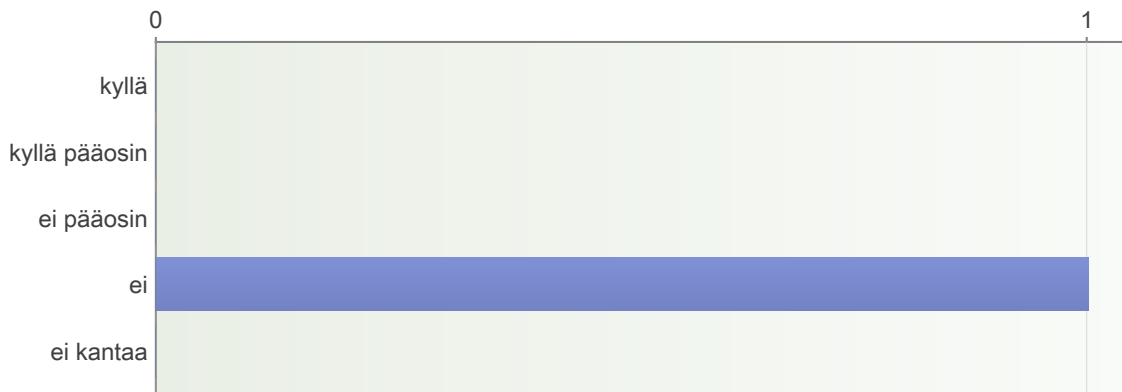 0 1
kyllä
kyllä pääosin
ei pääosin
ei
ei kantaa